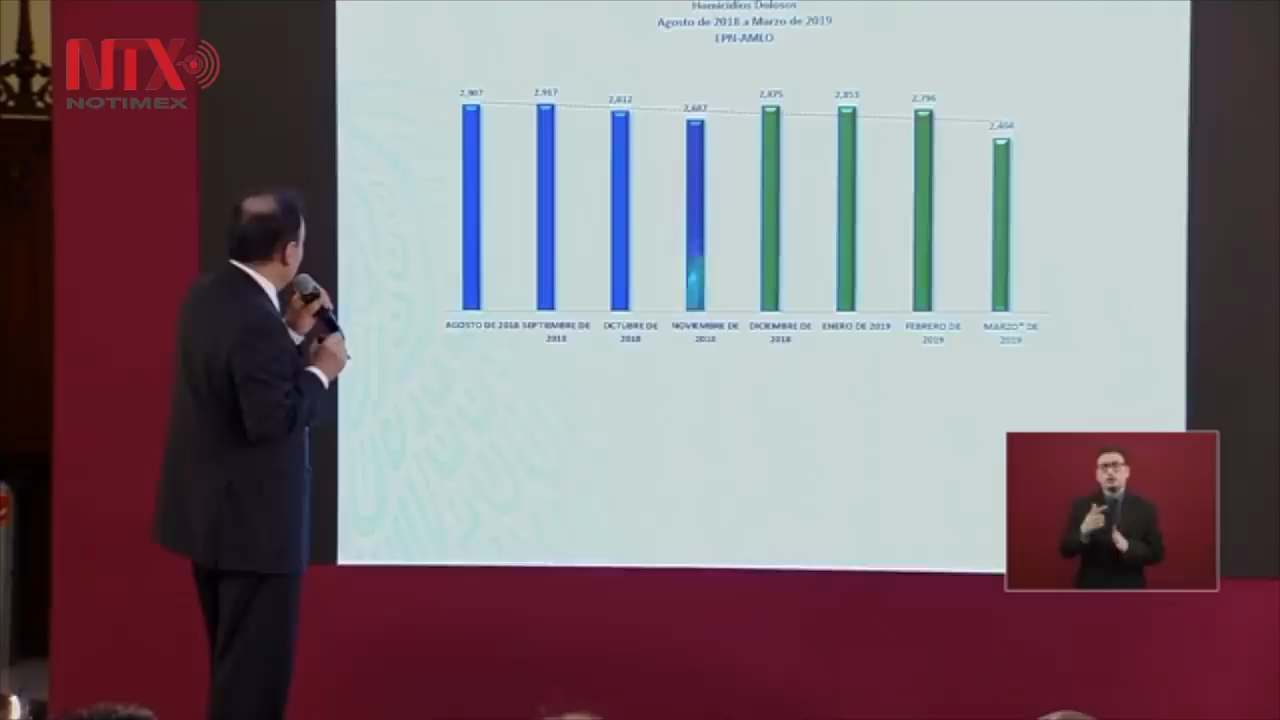 NTX
NOTIMEX
Homicidios Dolosos
Agosto de 2018 a Marzo de 2019
EPN-AMLO
2,907
2,917
2,812
2,687
2,875
2,853
2,796
2,404
AGOSTO DE 2018
SEPTIEMBRE DE
2018
OCTUBRE DE
2018
NOVIEMBRE DE
2018
DICIEMBRE DE
2018
ENERO DE 2019
FEBRERO DE
2019
MARZO* DE
2019